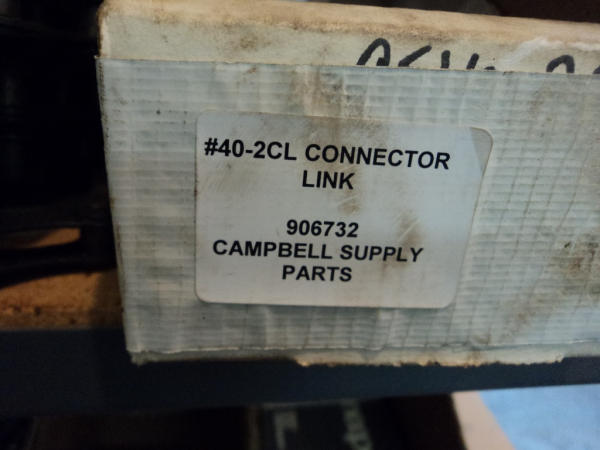 #40-2CL CONNECTOR
LINK
906732
CAMPBELL SUPPLY
PARTS